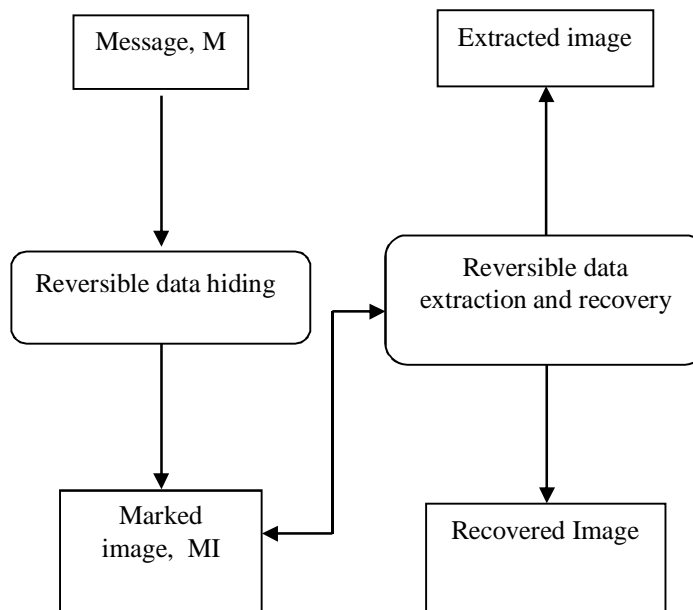 Message, M
Extracted image
Reversible data hiding
Reversible data
extraction and recovery
Marked
image, MI
Recovered Image